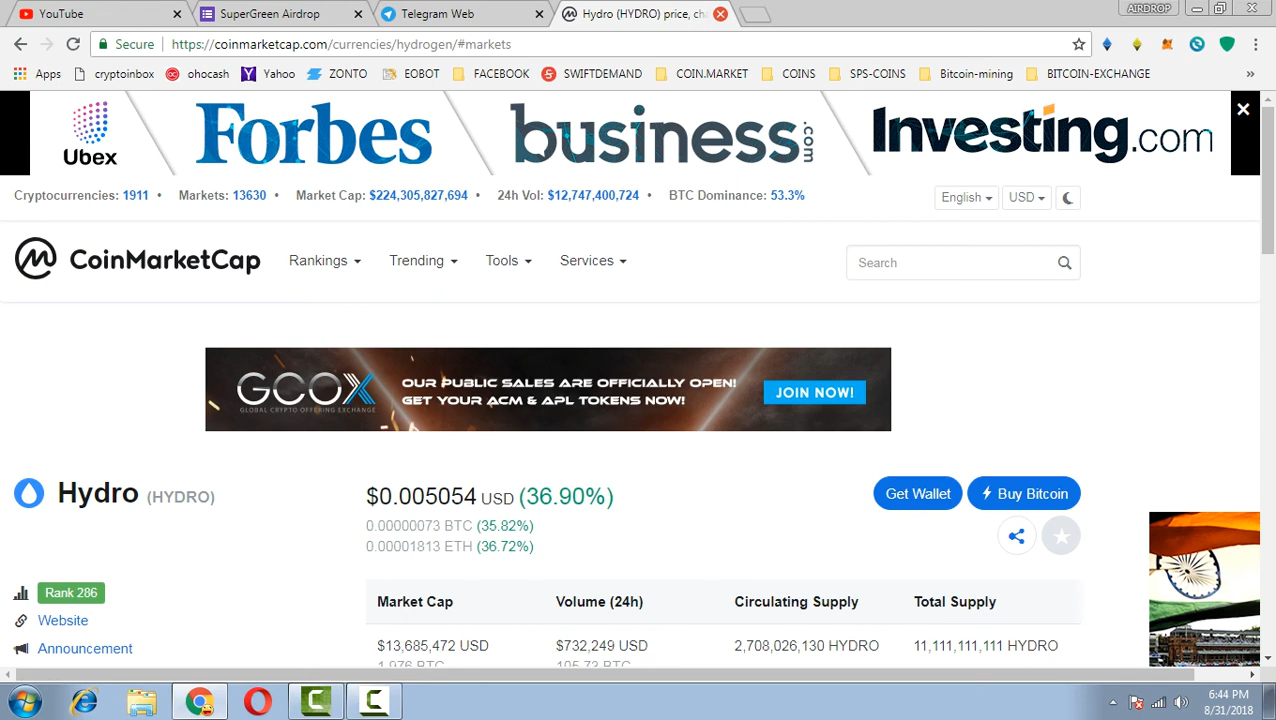 YouTube
SuperGreen Airdrop
Telegram Web
Hydro (HYDRO) price, cha
AIRDROP
Secure
https://coinmarketcap.com/currencies/hydrogen/#markets
Apps
cryptoinbox
ohocash
Yahoo
ZONTO
EOBOT
FACEBOOK
SWIFTDEMAND
COIN.MARKET
COINS
SPS-COINS
Bitcoin-mining
BITCOIN-EXCHANGE
»
Ubex
Forbes
business.com
Investing.com
Cryptocurrencies: 1911 • Markets: 13630 • Market Cap: $224,305,827,694 • 24h Vol: $12,747,400,724 • BTC Dominance: 53.3%
English
USD
CoinMarketCap
Rankings
Trending
Tools
Services
Search
GCOX
GLOBAL CRYPTO OFFERING EXCHANGE
OUR PUBLIC SALES ARE OFFICIALLY OPEN!
GET YOUR ACM & APL TOKENS NOW!
JOIN NOW!
Hydro (HYDRO)
$0.005054 USD (36.90%)
0.00000073 BTC (35.82%)
0.00001813 ETH (36.72%)
Get Wallet
Buy Bitcoin
Rank 286
Website
Announcement
Market Cap Volume (24h) Circulating Supply Total Supply
$13,685,472 USD $732,249 USD 2,708,026,130 HYDRO 11,111,111,111 HYDRO
1,976 BTC 105.73 BTC
6:44 PM
8/31/2018